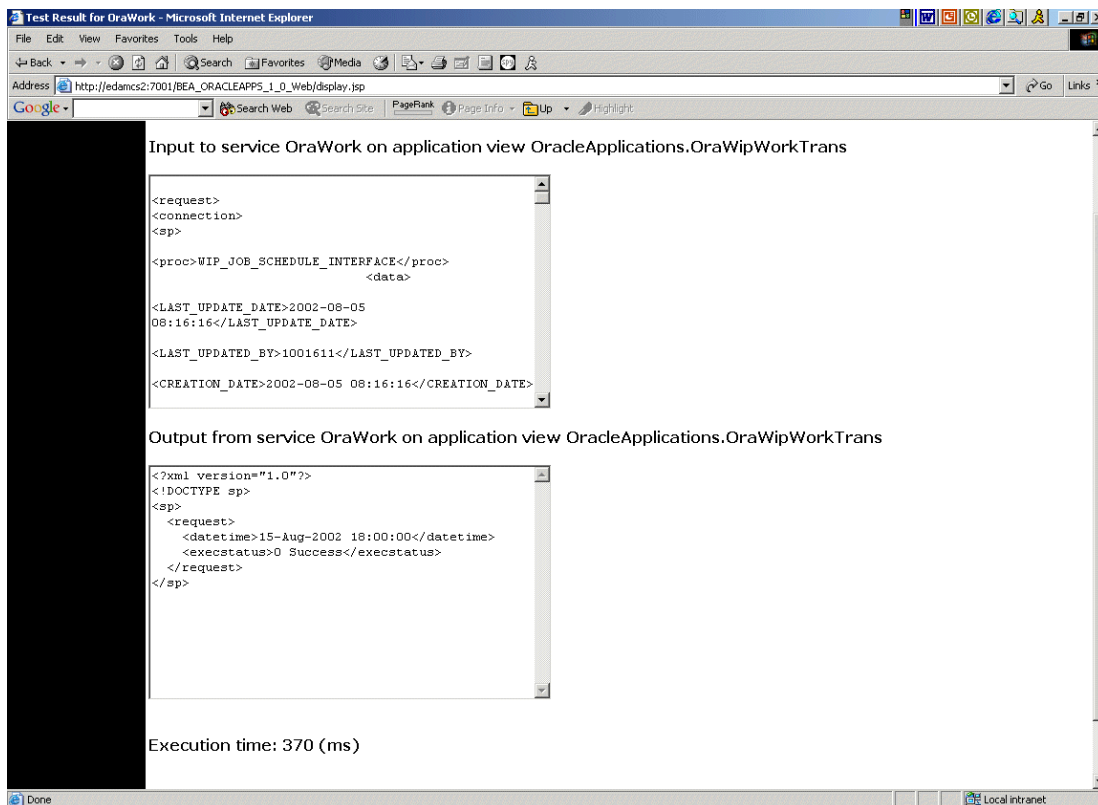 Test Result for OraWork - Microsoft Internet Explorer
File Edit View Favorites Tools Help
Back Search Favorites Media
Address http://edamcs2:7001/BEA_ORACLEAPPS_1_0_Web/display.jsp Go Links
Google Search Web Search Site PageRank Page Info Up Highlight
Input to service OraWork on application view OracleApplications.OraWipWorkTrans
<request>
<connection>
<sp>
<proc>WIP_JOB_SCHEDULE_INTERFACE</proc>
<data>
<LAST_UPDATE_DATE>2002-08-05
08:16:16</LAST_UPDATE_DATE>
<LAST_UPDATED_BY>1001611</LAST_UPDATED_BY>
<CREATION_DATE>2002-08-05 08:16:16</CREATION_DATE>
Output from service OraWork on application view OracleApplications.OraWipWorkTrans
<?xml version="1.0"?>
<!DOCTYPE sp>
<sp>
<request>
<datetime>15-Aug-2002 18:00:00</datetime>
<execstatus>0 Success</execstatus>
</request>
</sp>
Execution time: 370 (ms)
Done Local intranet